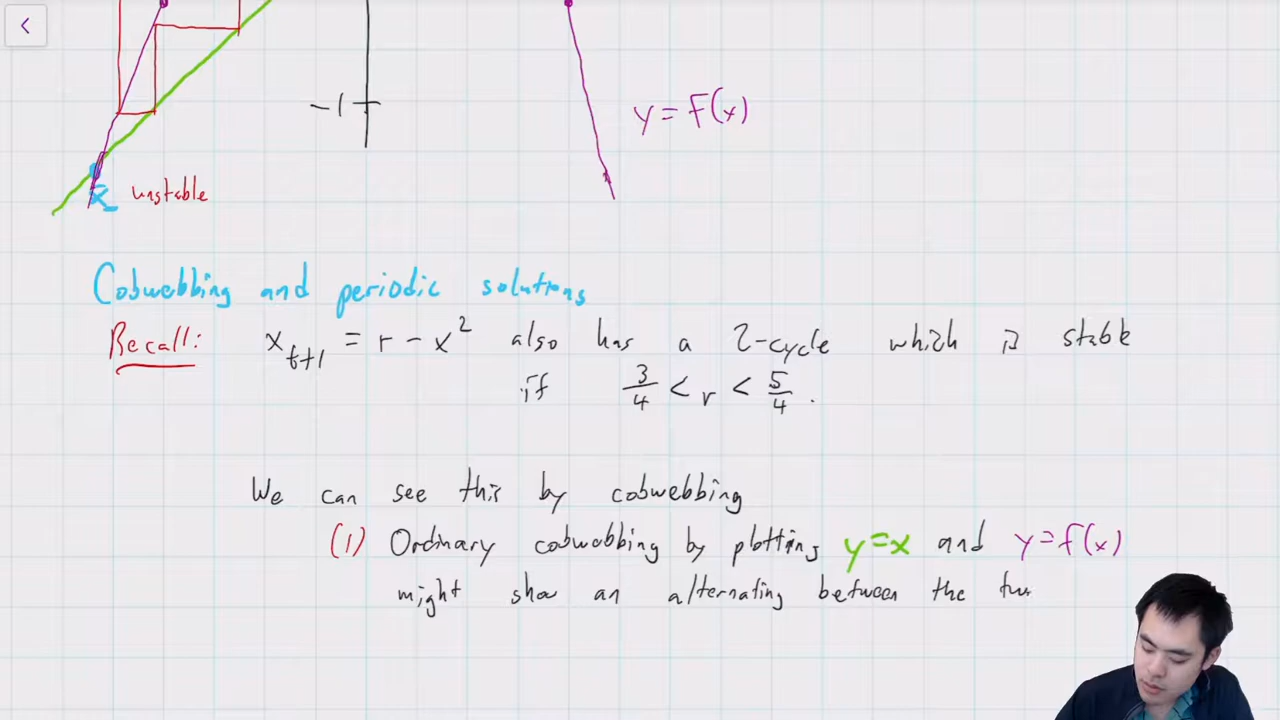 -1
y = f(x)
x̄_ unstable
Cobwebbing and periodic solutions
Recall: x_{t+1} = r - x^2 also has a 2-cycle which is stable
if 3/4 < r < 5/4.
We can see this by cobwebbing
(1) Ordinary cobwebbing by plotting y=x and y=f(x)
might show an alternating between the